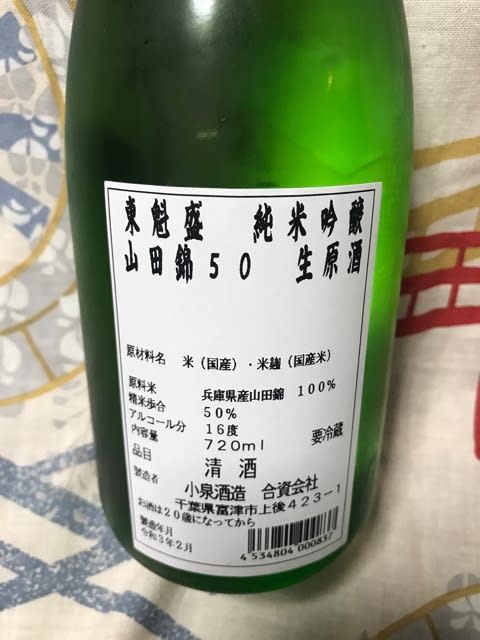 東魁盛 純米吟醸
山田錦50 生原酒
原材料名 米(国産)・米麹(国産米)
原料米 兵庫県産山田錦 100%
精米歩合 50%
アルコール分 16度
内容量 720ml 要冷蔵
品目 清酒
製造者 小泉酒造 合資会社
千葉県富津市上後423-1
お酒は20歳になってから
製造年月
令和3年2月
4 534804 000837